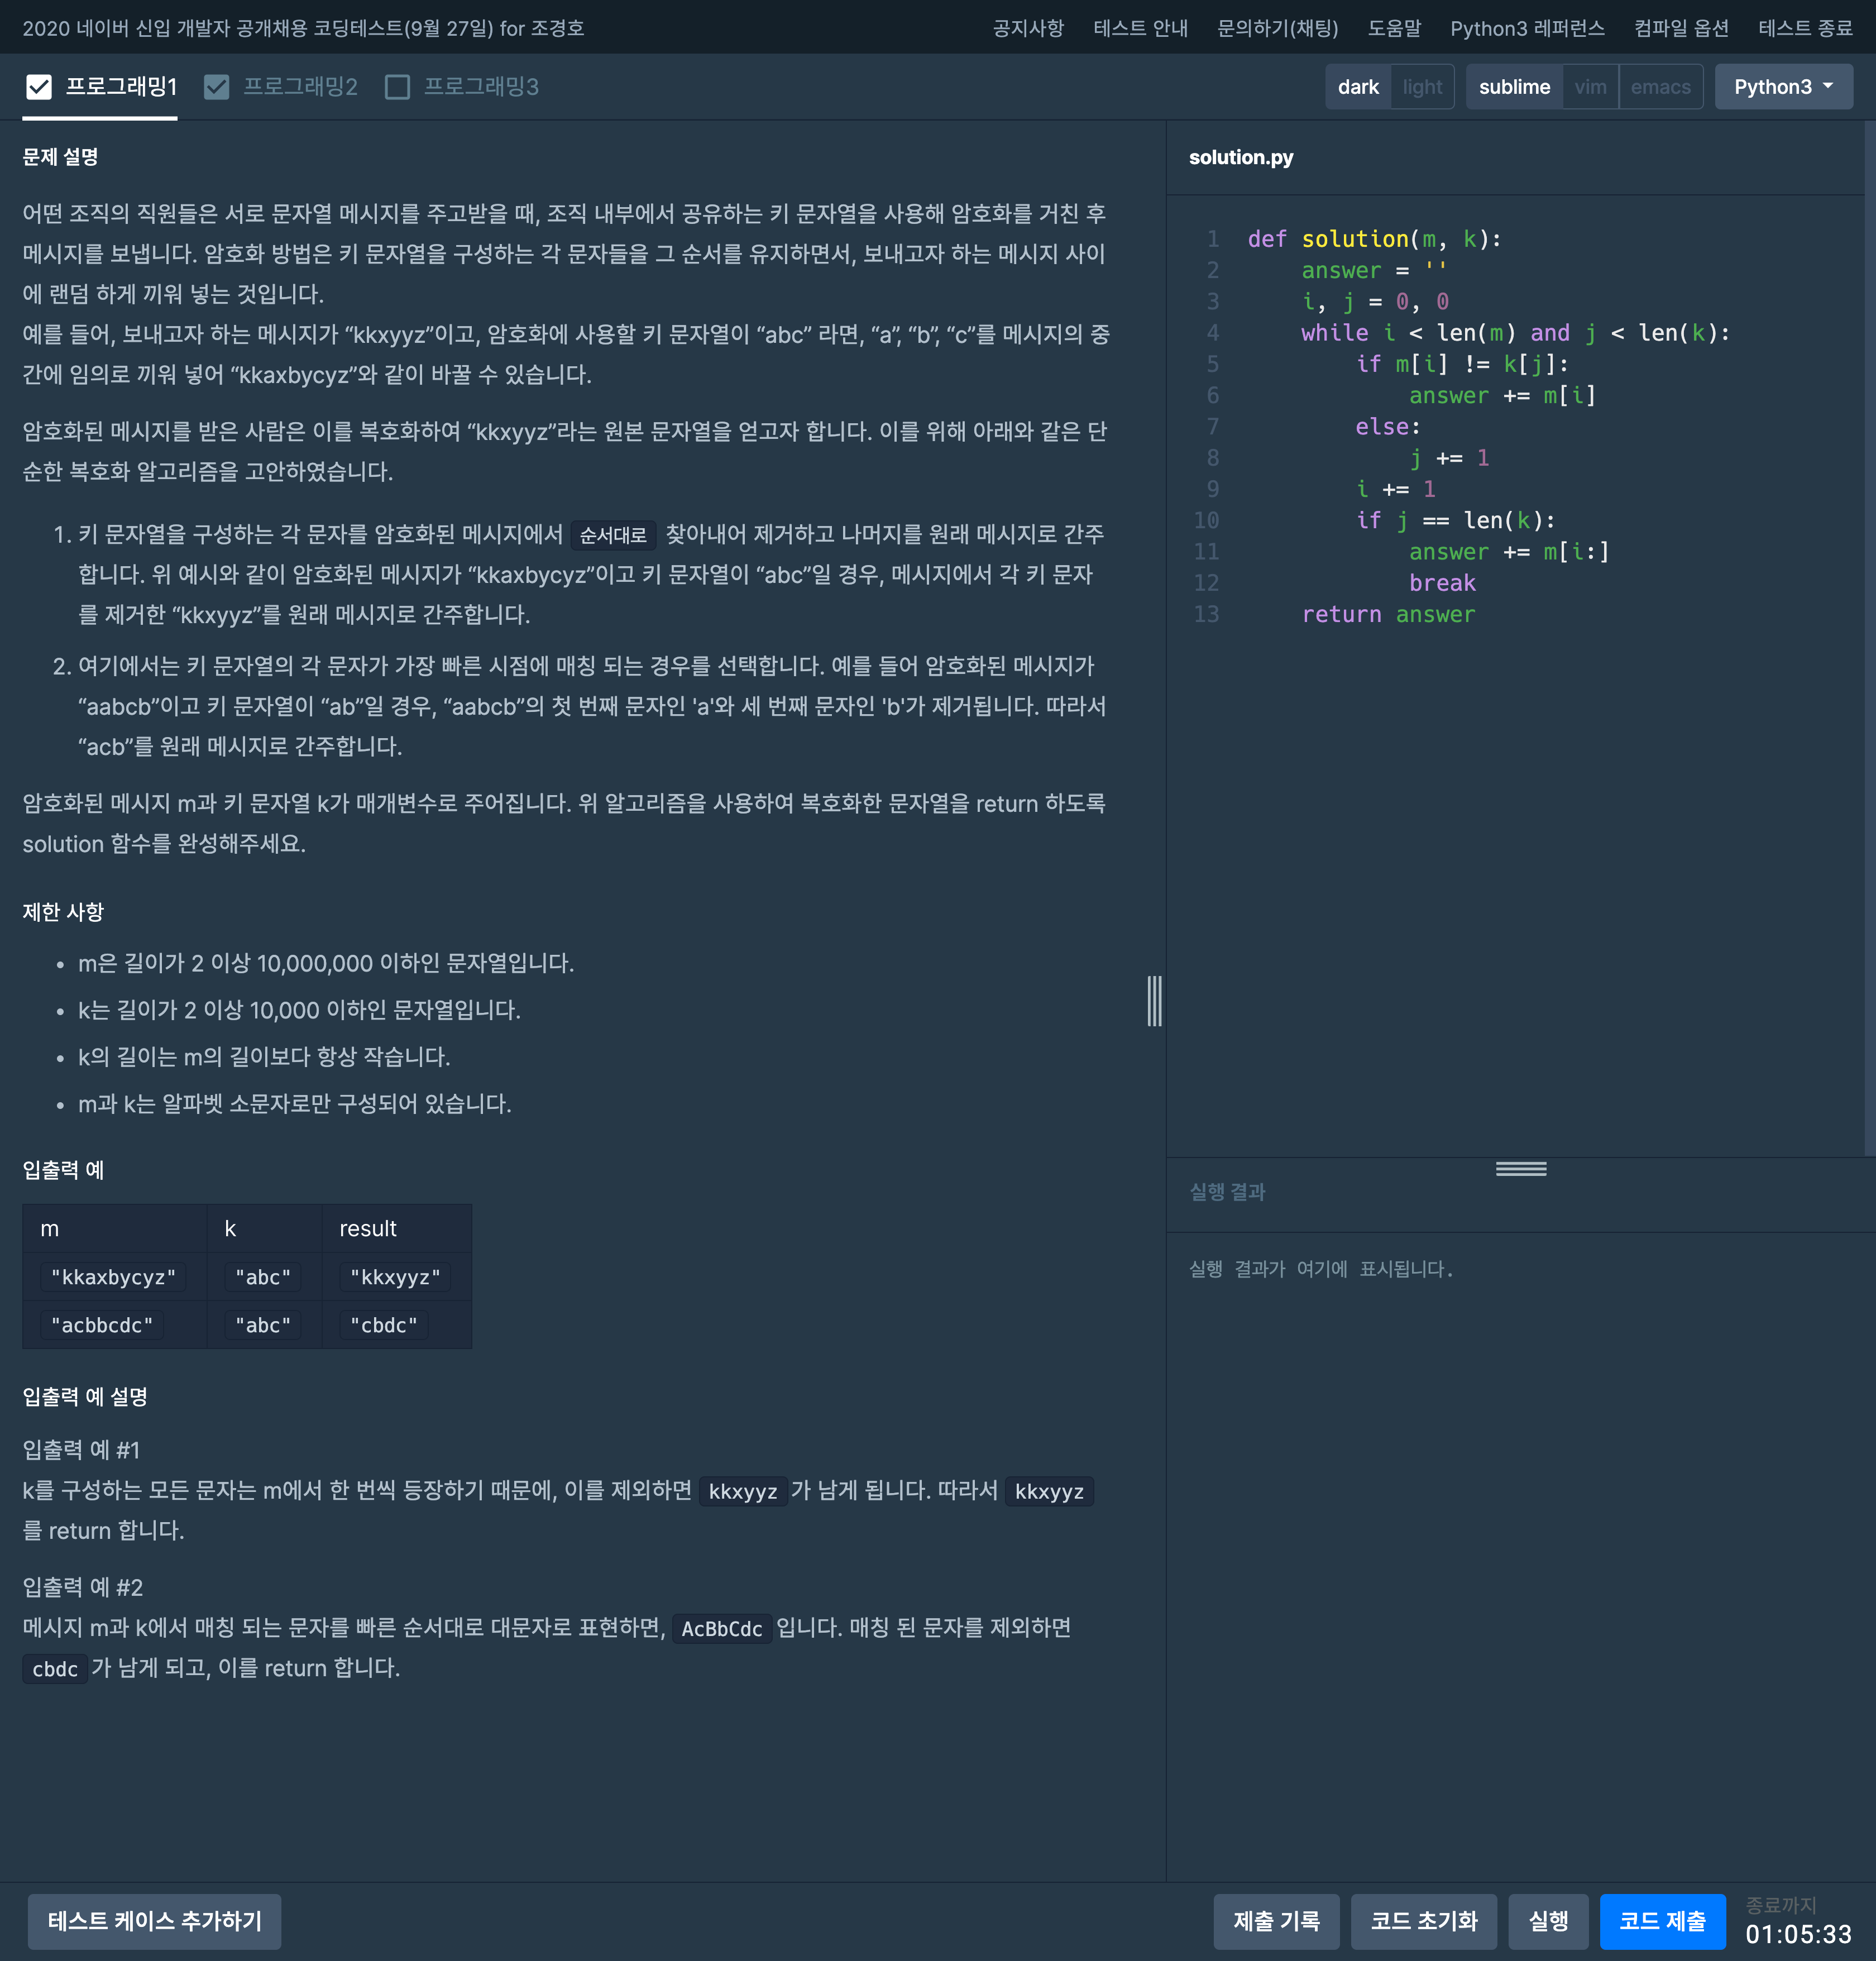 2020 네이버 신입 개발자 공개채용 코딩테스트(9월 27일) for 조경호
공지사항 테스트 안내 문의하기(채팅) 도움말 Python3 레퍼런스 컴파일 옵션 테스트 종료
프로그래밍1 프로그래밍2 프로그래밍3
dark light sublime vim emacs Python3
문제 설명
어떤 조직의 직원들은 서로 문자열 메시지를 주고받을 때, 조직 내부에서 공유하는 키 문자열을 사용해 암호화를 거친 후
메시지를 보냅니다. 암호화 방법은 키 문자열을 구성하는 각 문자들을 그 순서를 유지하면서, 보내고자 하는 메시지 사이
에 랜덤 하게 끼워 넣는 것입니다.
예를 들어, 보내고자 하는 메시지가 “kkxyyz”이고, 암호화에 사용할 키 문자열이 “abc” 라면, “a”, “b”, “c”를 메시지의 중
간에 임의로 끼워 넣어 “kkaxbycyz”와 같이 바꿀 수 있습니다.
암호화된 메시지를 받은 사람은 이를 복호화하여 “kkxyyz”라는 원본 문자열을 얻고자 합니다. 이를 위해 아래와 같은 단
순한 복호화 알고리즘을 고안하였습니다.
1. 키 문자열을 구성하는 각 문자를 암호화된 메시지에서 순서대로 찾아내어 제거하고 나머지를 원래 메시지로 간주
합니다. 위 예시와 같이 암호화된 메시지가 “kkaxbycyz”이고 키 문자열이 “abc”일 경우, 메시지에서 각 키 문자
를 제거한 “kkxyyz”를 원래 메시지로 간주합니다.
2. 여기에서는 키 문자열의 각 문자가 가장 빠른 시점에 매칭 되는 경우를 선택합니다. 예를 들어 암호화된 메시지가
“aabcb”이고 키 문자열이 “ab”일 경우, “aabcb”의 첫 번째 문자인 'a'와 세 번째 문자인 'b'가 제거됩니다. 따라서
“acb”를 원래 메시지로 간주합니다.
암호화된 메시지 m과 키 문자열 k가 매개변수로 주어집니다. 위 알고리즘을 사용하여 복호화한 문자열을 return 하도록
solution 함수를 완성해주세요.
제한 사항
• m은 길이가 2 이상 10,000,000 이하인 문자열입니다.
• k는 길이가 2 이상 10,000 이하인 문자열입니다.
• k의 길이는 m의 길이보다 항상 작습니다.
• m과 k는 알파벳 소문자로만 구성되어 있습니다.
입출력 예
m k result
"kkaxbycyz" "abc" "kkxyyz"
"acbbcdc" "abc" "cbdc"
입출력 예 설명
입출력 예 #1
k를 구성하는 모든 문자는 m에서 한 번씩 등장하기 때문에, 이를 제외하면 kkxyyz 가 남게 됩니다. 따라서 kkxyyz
를 return 합니다.
입출력 예 #2
메시지 m과 k에서 매칭 되는 문자를 빠른 순서대로 대문자로 표현하면, AcBbCdc 입니다. 매칭 된 문자를 제외하면
cbdc 가 남게 되고, 이를 return 합니다.
solution.py
1 def solution(m, k):
2     answer = ''
3     i, j = 0, 0
4     while i < len(m) and j < len(k):
5         if m[i] != k[j]:
6             answer += m[i]
7         else:
8             j += 1
9         i += 1
10         if j == len(k):
11             answer += m[i:]
12             break
13     return answer
실행 결과
실행 결과가 여기에 표시됩니다.
테스트 케이스 추가하기 제출 기록 코드 초기화 실행 코드 제출
종료까지
01:05:33